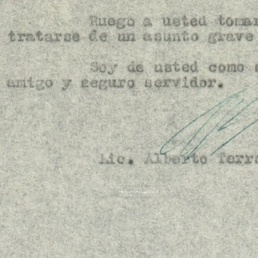 Ruego a usted tomar
tratarse de un asunto grave
Soy de usted como s
amigo y seguro servidor.
Lic. Alberto Terra